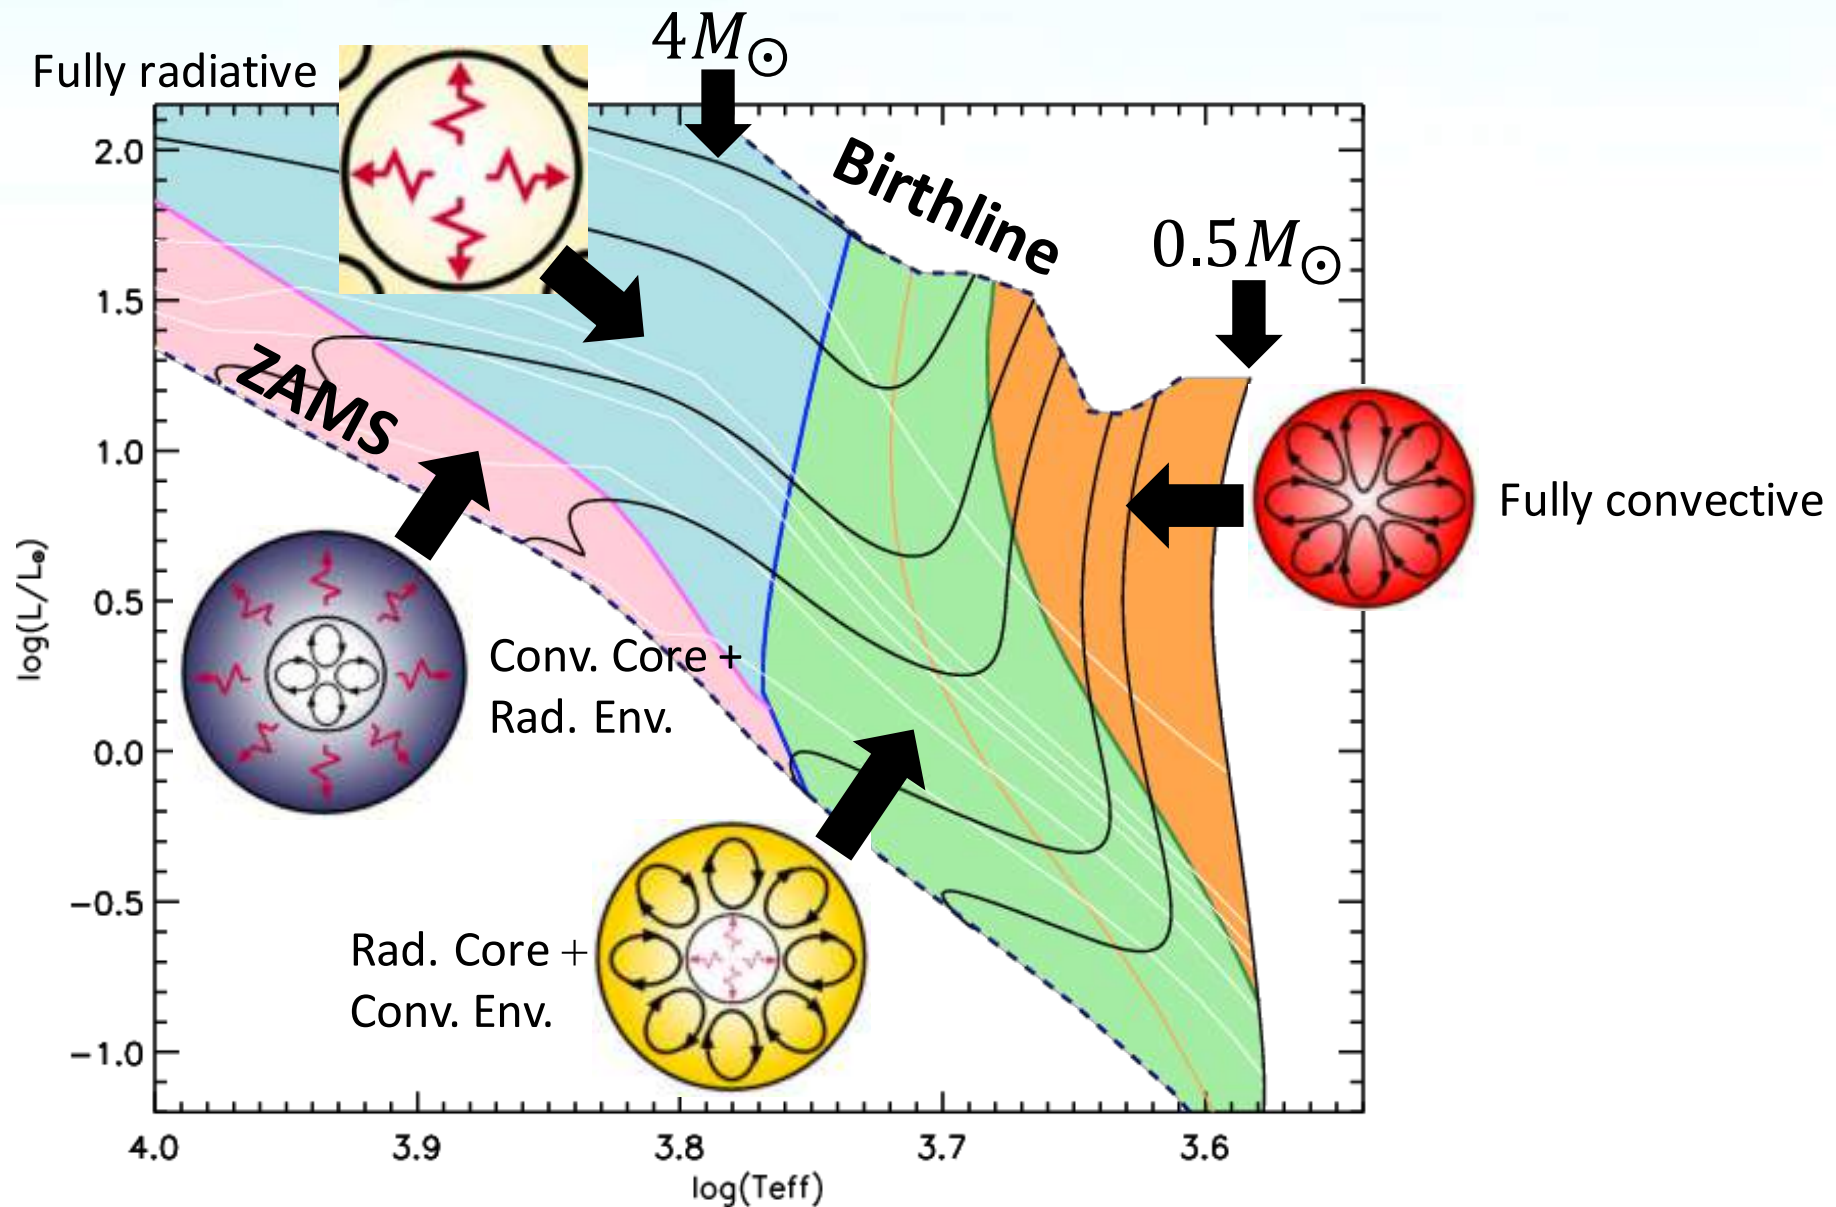 4M⊙
Fully radiative
Birthline
0.5M⊙
ZAMS
Fully convective
Conv. Core +
Rad. Env.
Rad. Core +
Conv. Env.
2.0
1.5
1.0
0.5
0.0
−0.5
−1.0
log(L/L⊙)
4.0 3.9 3.8 3.7 3.6
log(Teff)